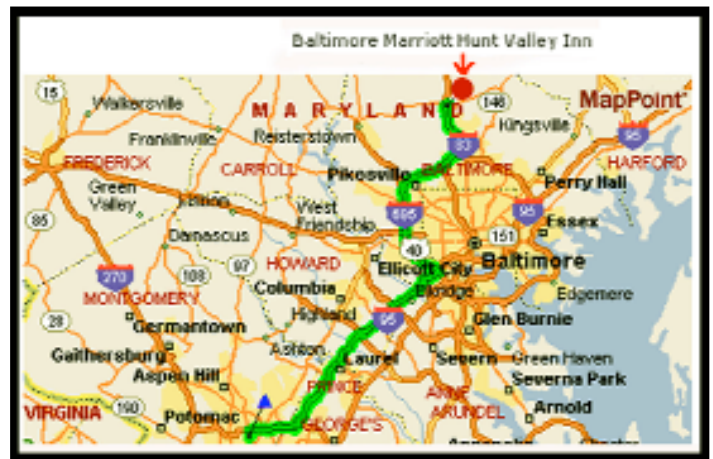 Baltimore Marriott Hunt Valley Inn
15
Walkersville
MARYLAND
146
MapPoint
Franklinville
Reisterstown
Kingsville
83
95
FREDERICK
CARROLL
Pikesville
BALTIMORE
HARFORD
Green
Valley
Perry Hall
85
West
Friendship
695
95
Essex
Damascus
40
151
270
108
97
HOWARD
Ellicott City
Baltimore
MONTGOMERY
Columbia
Elkridge
Edgemere
28
Germantown
Highland
95
Glen Burnie
Gaithersburg
Ashton
Laurel
Severn
Green Haven
Aspen Hill
PRINCE
Severna Park
VIRGINIA
190
Potomac
GEORGE'S
ANNE
ARUNDEL
Arnold